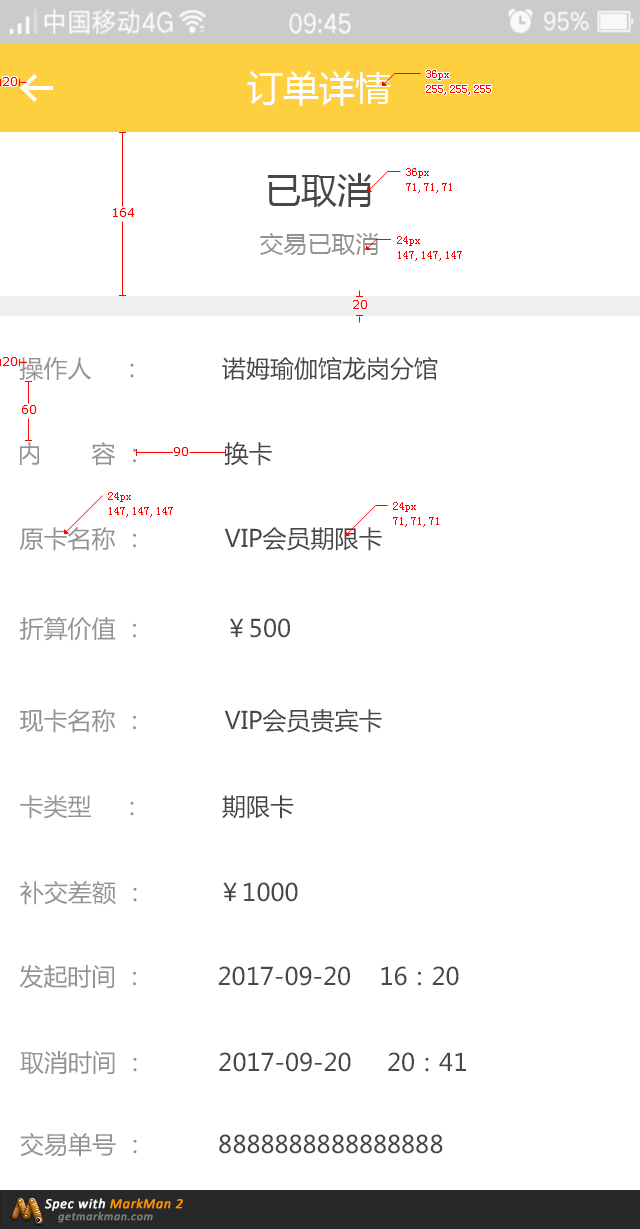 中国移动4G 09:45 95%
20
订单详情
36px
255,255,255
已取消
36px
71,71,71
164
交易已取消
24px
147,147,147
20
20
操作人 : 诺姆瑜伽馆龙岗分馆
60
内 容 : 90 换卡
24px
147,147,147
24px
71,71,71
原卡名称 : VIP会员期限卡
折算价值 : ￥500
现卡名称 : VIP会员贵宾卡
卡类型 : 期限卡
补交差额 : ￥1000
发起时间 : 2017-09-20 16：20
取消时间 : 2017-09-20 20：41
交易单号 : 8888888888888888
Spec with MarkMan 2
getmarkman.com